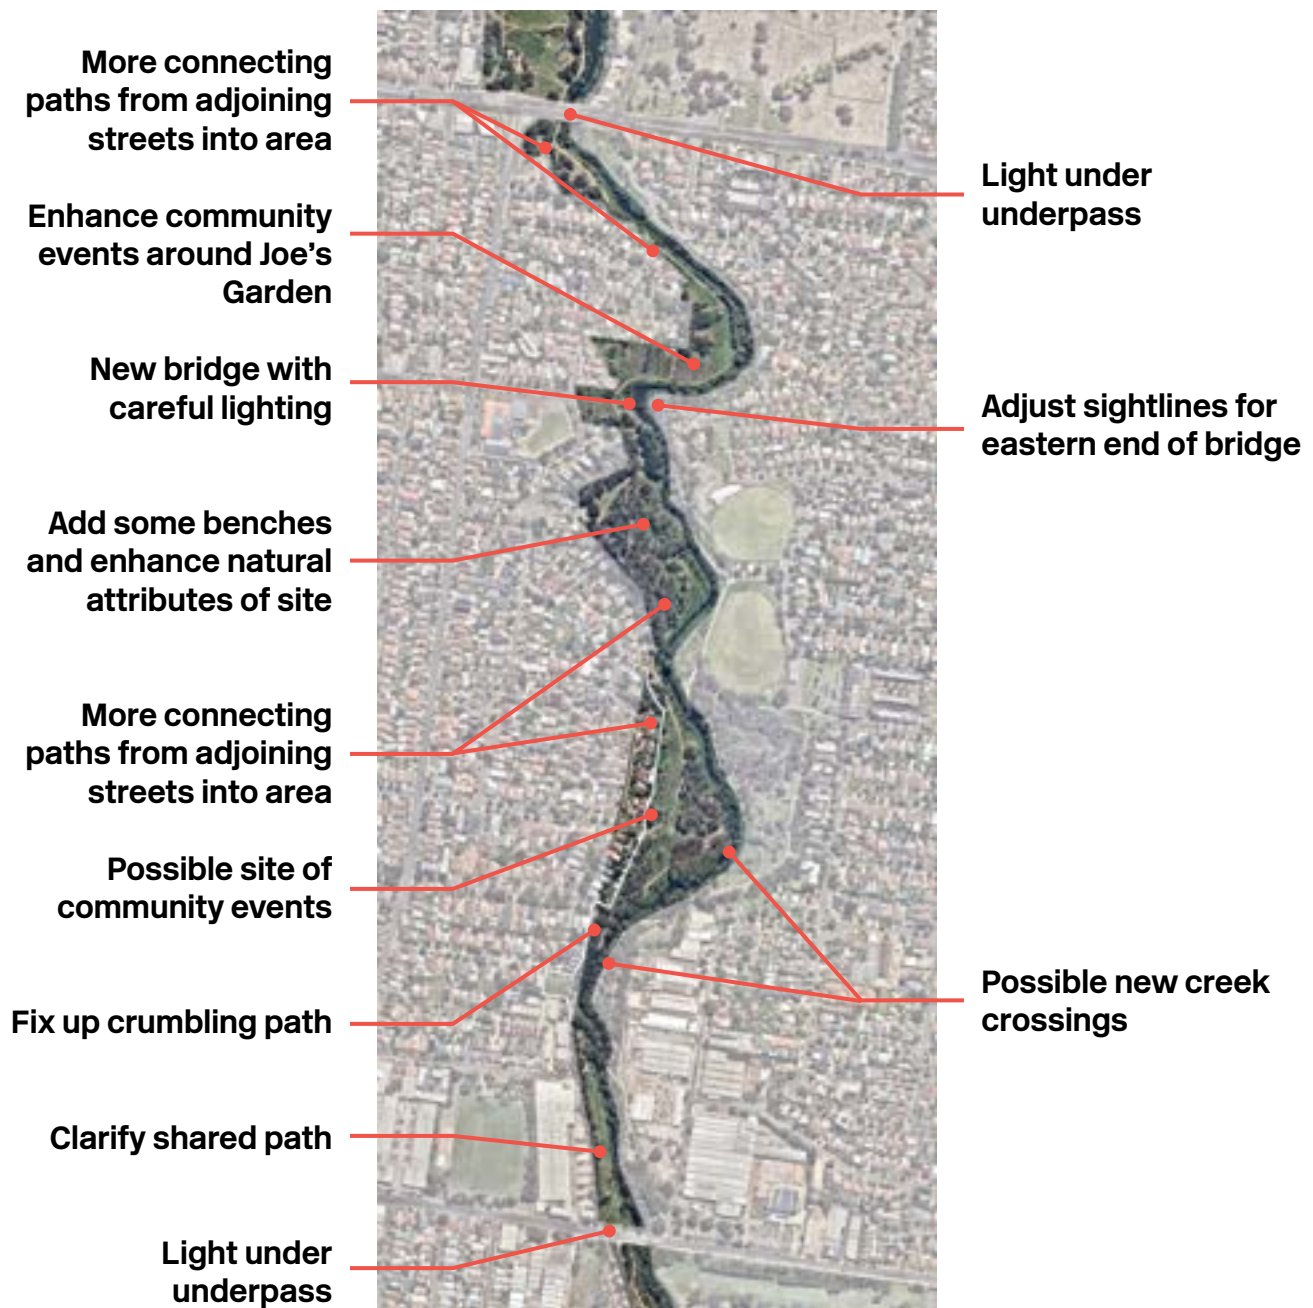 More connecting
paths from adjoining
streets into area
Enhance community
events around Joe’s
Garden
New bridge with
careful lighting
Add some benches
and enhance natural
attributes of site
More connecting
paths from adjoining
streets into area
Possible site of
community events
Fix up crumbling path
Clarify shared path
Light under
underpass
Light under
underpass
Adjust sightlines for
eastern end of bridge
Possible new creek
crossings